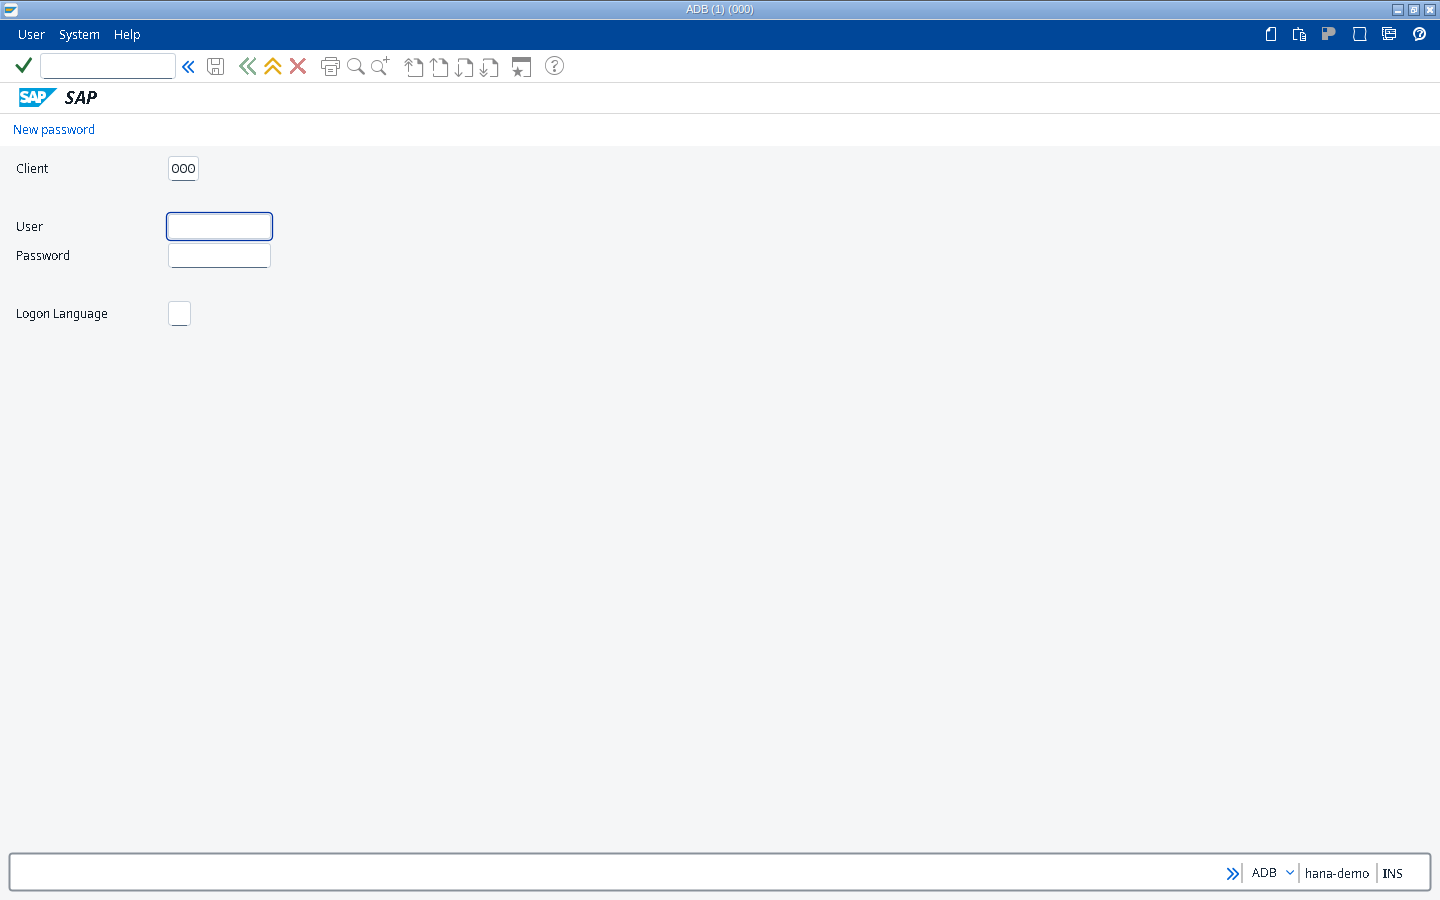 ADB (1) (000)
User System Help
SAP SAP
New password
Client 000
User
Password
Logon Language
ADB hana-demo INS